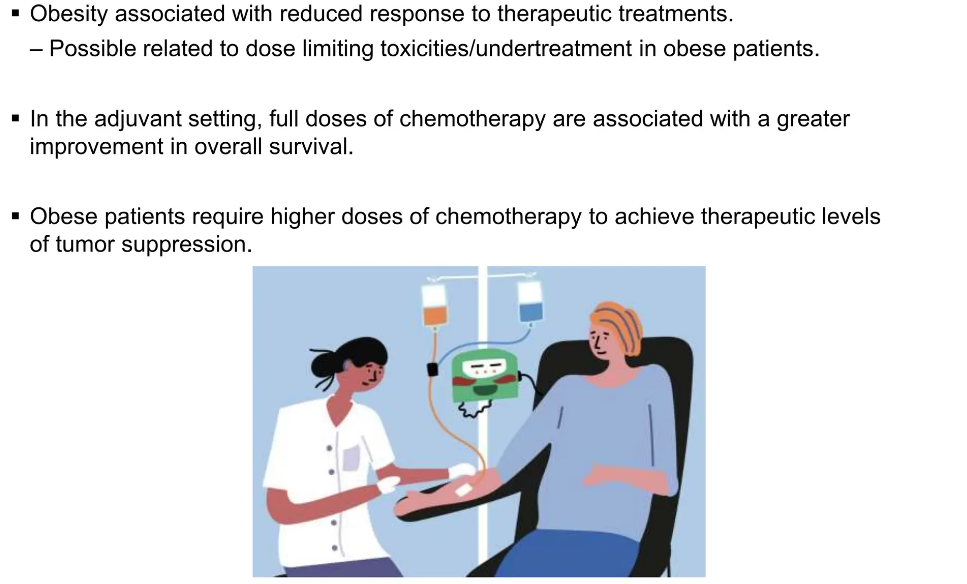 ▪ Obesity associated with reduced response to therapeutic treatments.
– Possible related to dose limiting toxicities/undertreatment in obese patients.
▪ In the adjuvant setting, full doses of chemotherapy are associated with a greater
improvement in overall survival.
▪ Obese patients require higher doses of chemotherapy to achieve therapeutic levels
of tumor suppression.